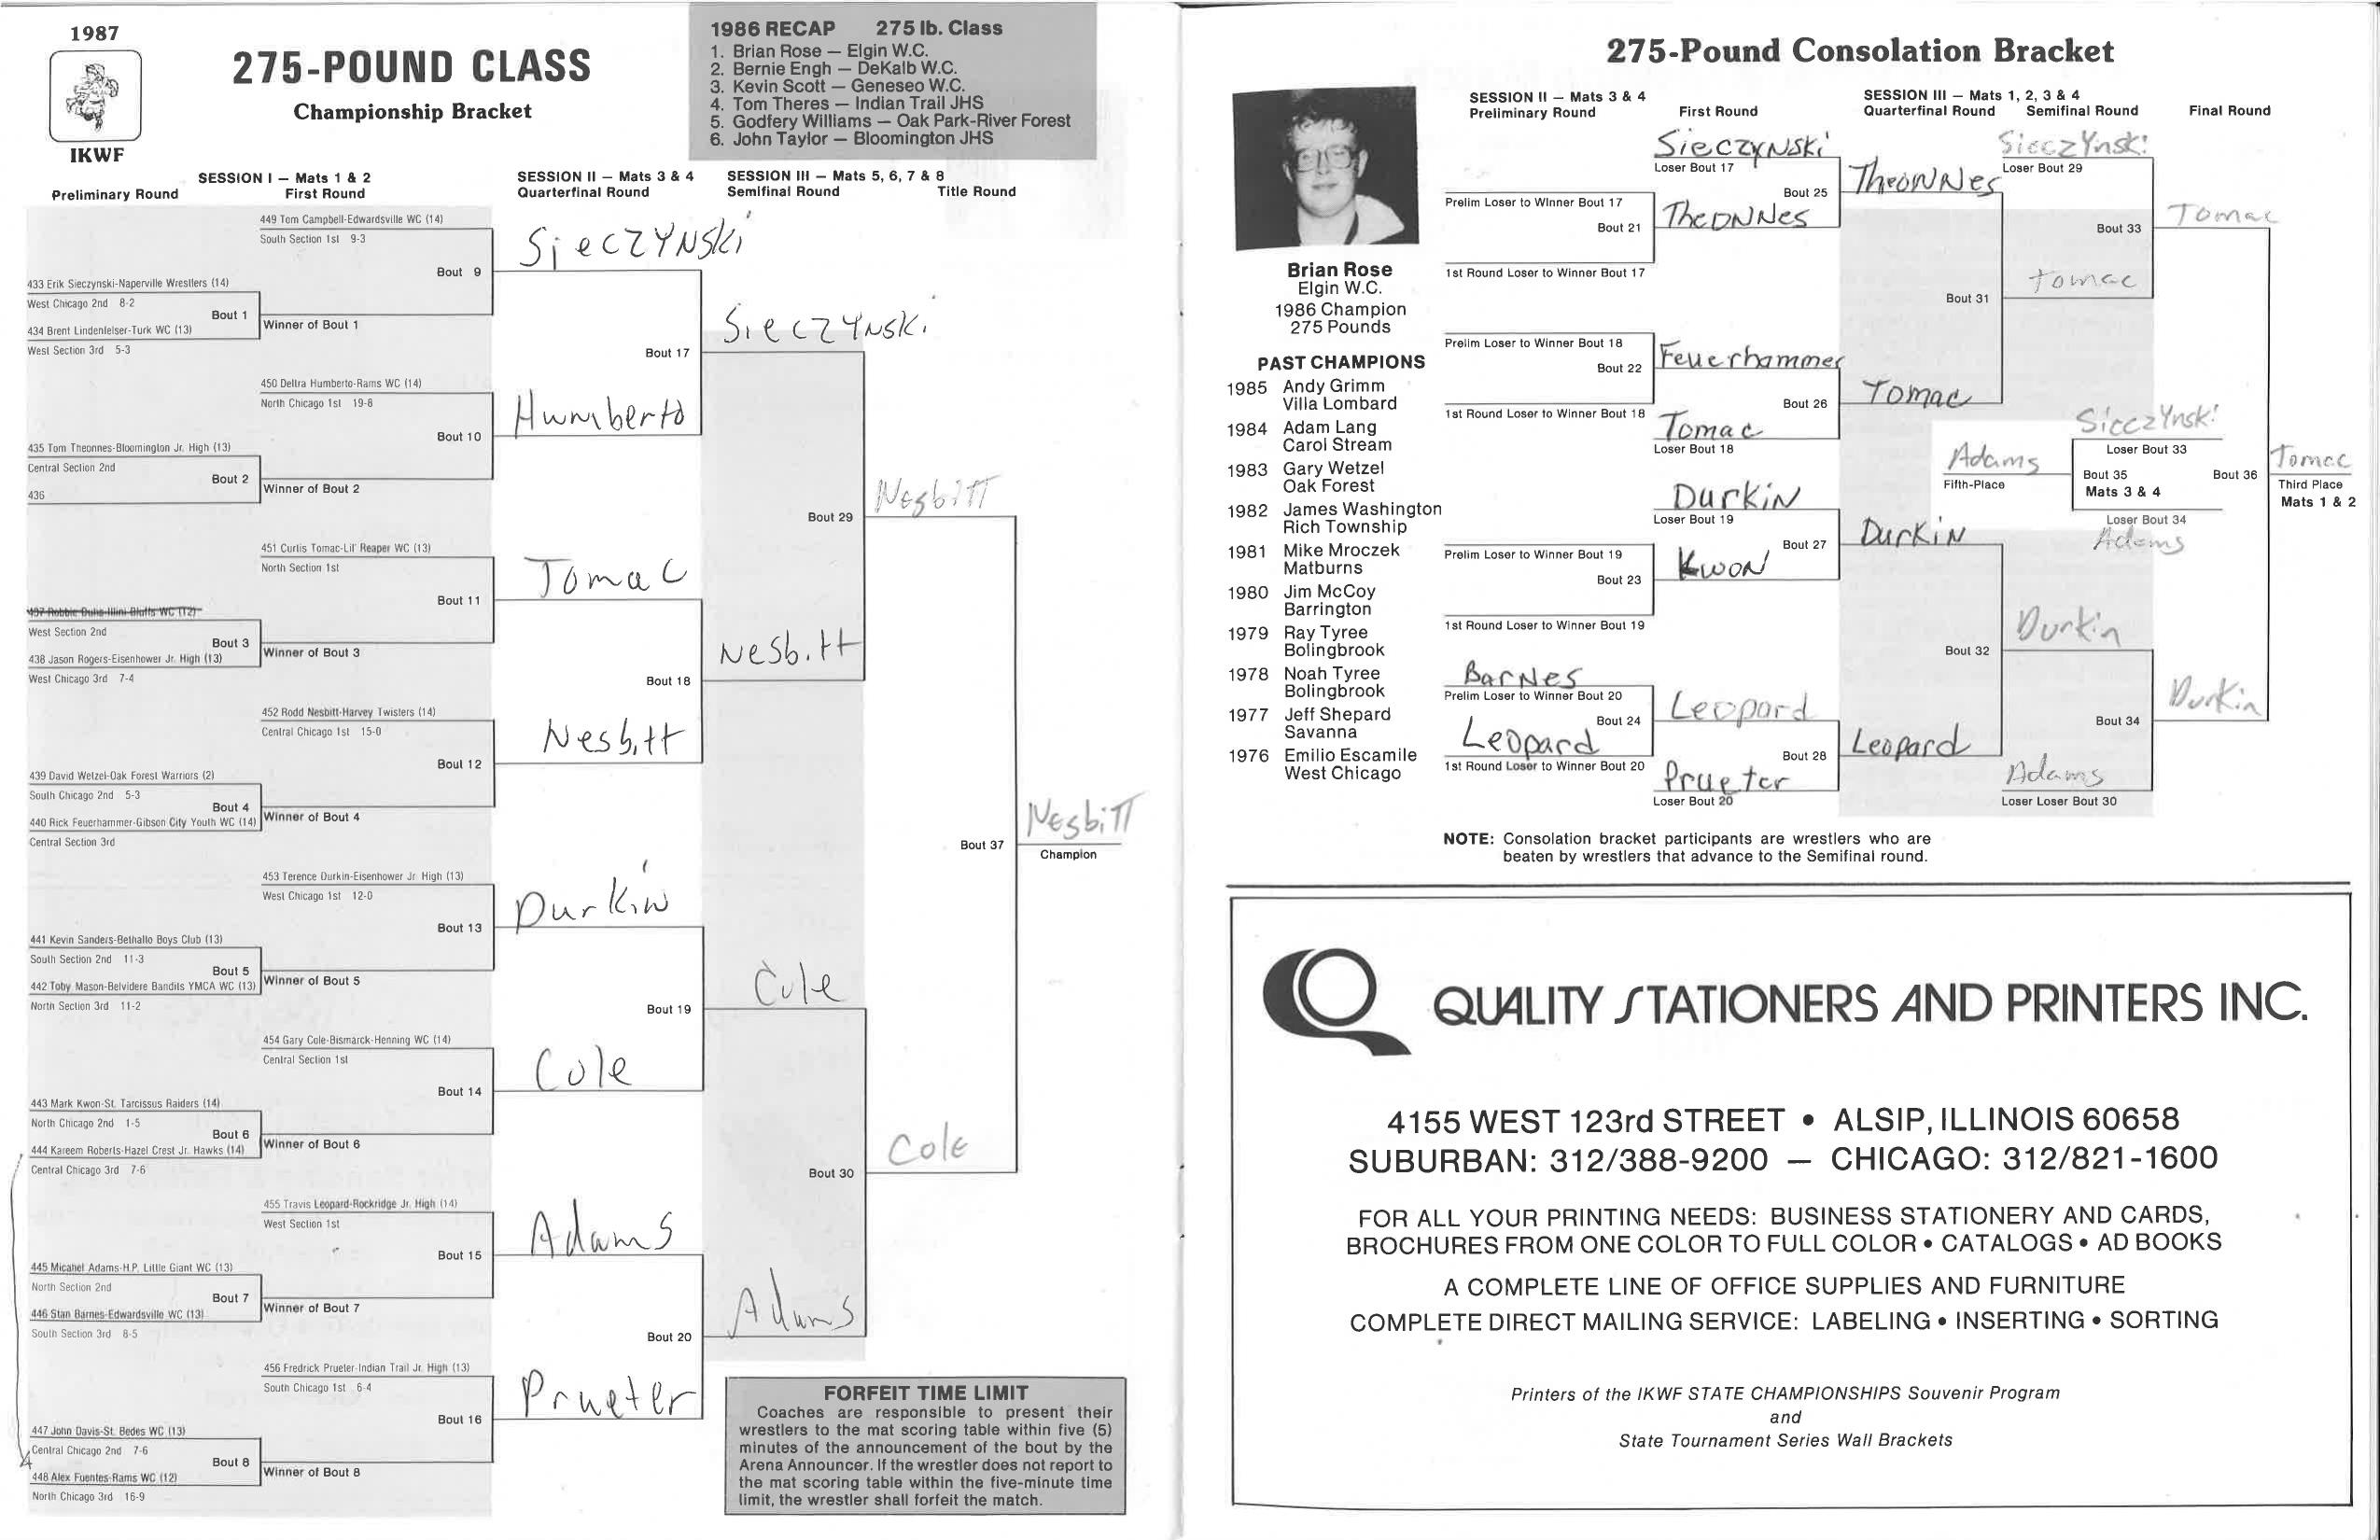 1987
IKWF
275-POUND CLASS
Championship Bracket
1986 RECAP 275 lb. Class
1. Brian Rose — Elgin W.C.
2. Bernie Engh — DeKalb W.C.
3. Kevin Scott — Geneseo W.C.
4. Tom Theres — Indian Trail JHS
5. Godfery Williams — Oak Park-River Forest
6. John Taylor — Bloomington JHS
SESSION I — Mats 1 & 2
Preliminary Round First Round
SESSION II — Mats 3 & 4
Quarterfinal Round
SESSION III — Mats 5, 6, 7 & 8
Semifinal Round Title Round
449 Tom Campbell-Edwardsville WC (14)
South Section 1st 9-3
Bout 9
433 Erik Sieczynski-Naperville Wrestlers (14)
West Chicago 2nd 8-2
Bout 1
Winner of Bout 1
434 Brent Lindenfelser-Turk WC (13)
West Section 3rd 5-3
450 Deltra Humberto-Rams WC (14)
North Chicago 1st 19-8
Bout 10
435 Tom Theonnes-Bloomington Jr. High (13)
Central Section 2nd
Bout 2
Winner of Bout 2
436
451 Curtis Tomac-Lil' Reaper WC (13)
North Section 1st
Bout 11
437 Robbie Duhs-Illini Bluffs WC (12)
West Section 2nd
Bout 3
Winner of Bout 3
438 Jason Rogers-Eisenhower Jr. High (13)
West Chicago 3rd 7-4
452 Rodd Nesbitt-Harvey Twisters (14)
Central Chicago 1st 15-0
Bout 12
439 David Wetzel-Oak Forest Warriors (2)
South Chicago 2nd 5-3
Bout 4
Winner of Bout 4
440 Rick Feuerhammer-Gibson City Youth WC (14)
Central Section 3rd
453 Terence Durkin-Eisenhower Jr. High (13)
West Chicago 1st 12-0
Bout 13
441 Kevin Sanders-Bethalto Boys Club (13)
South Section 2nd 11-3
Bout 5
Winner of Bout 5
442 Toby Mason-Belvidere Bandits YMCA WC (13)
North Section 3rd 11-2
454 Gary Cole-Bismarck-Henning WC (14)
Central Section 1st
Bout 14
443 Mark Kwon-St. Tarcissus Raiders (14)
North Chicago 2nd 1-5
Bout 6
Winner of Bout 6
444 Kareem Roberts-Hazel Crest Jr. Hawks (14)
Central Chicago 3rd 7-6
455 Travis Leopard-Rockridge Jr. High (14)
West Section 1st
Bout 15
445 Micahel Adams-H.P. Little Giant WC (13)
North Section 2nd
Bout 7
Winner of Bout 7
446 Stan Barnes-Edwardsville WC (13)
South Section 3rd 8-5
456 Fredrick Prueter-Indian Trail Jr. High (13)
South Chicago 1st 6-4
Bout 16
447 John Davis-St. Bedes WC (13)
Central Chicago 2nd 7-6
Bout 8
Winner of Bout 8
448 Alex Fuentes-Rams WC (12)
North Chicago 3rd 16-9
Sieczynski
Bout 17
Humberto
Tomac
Bout 18
Nesbitt
Durkin
Bout 19
Cole
Adams
Bout 20
Prueter
Sieczynski
Bout 29
Nesbitt
Cole
Bout 30
Adams
Nesbitt
Bout 37
Cole
Nesbitt
Champion
FORFEIT TIME LIMIT
Coaches are responsible to present their
wrestlers to the mat scoring table within five (5)
minutes of the announcement of the bout by the
Arena Announcer. If the wrestler does not report to
the mat scoring table within the five-minute time
limit, the wrestler shall forfeit the match.
275-Pound Consolation Bracket
Brian Rose
Elgin W.C.
1986 Champion
275 Pounds
PAST CHAMPIONS
1985 Andy Grimm
Villa Lombard
1984 Adam Lang
Carol Stream
1983 Gary Wetzel
Oak Forest
1982 James Washington
Rich Township
1981 Mike Mroczek
Matburns
1980 Jim McCoy
Barrington
1979 Ray Tyree
Bolingbrook
1978 Noah Tyree
Bolingbrook
1977 Jeff Shepard
Savanna
1976 Emilio Escamile
West Chicago
SESSION II — Mats 3 & 4
Preliminary Round First Round
SESSION III — Mats 1, 2, 3 & 4
Quarterfinal Round Semifinal Round Final Round
Prelim Loser to Winner Bout 17
Bout 21
1st Round Loser to Winner Bout 17
Prelim Loser to Winner Bout 18
Bout 22
1st Round Loser to Winner Bout 18
Prelim Loser to Winner Bout 19
Bout 23
1st Round Loser to Winner Bout 19
Barnes
Prelim Loser to Winner Bout 20
Bout 24
Leopard
1st Round Loser to Winner Bout 20
Sieczynski
Loser Bout 17
Bout 25
Theonnes
Feuerhammer
Bout 26
Tomac
Loser Bout 18
Durkin
Loser Bout 19
Bout 27
Kwon
Leopard
Bout 28
Prueter
Loser Bout 20
Theonnes
Bout 31
Tomac
Durkin
Bout 32
Leopard
Sieczynski
Loser Bout 29
Bout 33
Tomac
Durkin
Bout 34
Adams
Loser Loser Bout 30
Tomac
Bout 36
Durkin
Tomac
Third Place
Mats 1 & 2
Sieczynski
Loser Bout 33
Bout 35
Mats 3 & 4
Loser Bout 34
Adams
Adams
Fifth-Place
NOTE: Consolation bracket participants are wrestlers who are
beaten by wrestlers that advance to the Semifinal round.
QUALITY STATIONERS AND PRINTERS INC.
4155 WEST 123rd STREET • ALSIP, ILLINOIS 60658
SUBURBAN: 312/388-9200 — CHICAGO: 312/821-1600
FOR ALL YOUR PRINTING NEEDS: BUSINESS STATIONERY AND CARDS,
BROCHURES FROM ONE COLOR TO FULL COLOR • CATALOGS • AD BOOKS
A COMPLETE LINE OF OFFICE SUPPLIES AND FURNITURE
COMPLETE DIRECT MAILING SERVICE: LABELING • INSERTING • SORTING
Printers of the IKWF STATE CHAMPIONSHIPS Souvenir Program
and
State Tournament Series Wall Brackets